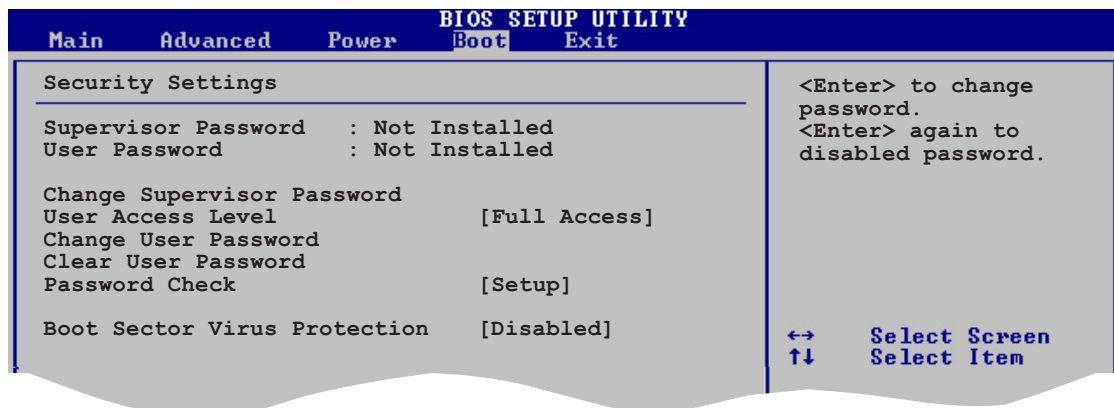 BIOS SETUP UTILITY
Main Advanced Power Boot Exit
Security Settings
Supervisor Password : Not Installed
User Password : Not Installed
Change Supervisor Password
User Access Level [Full Access]
Change User Password
Clear User Password
Password Check [Setup]
Boot Sector Virus Protection [Disabled]
<Enter> to change
password.
<Enter> again to
disabled password.
←→ Select Screen
↑↓ Select Item